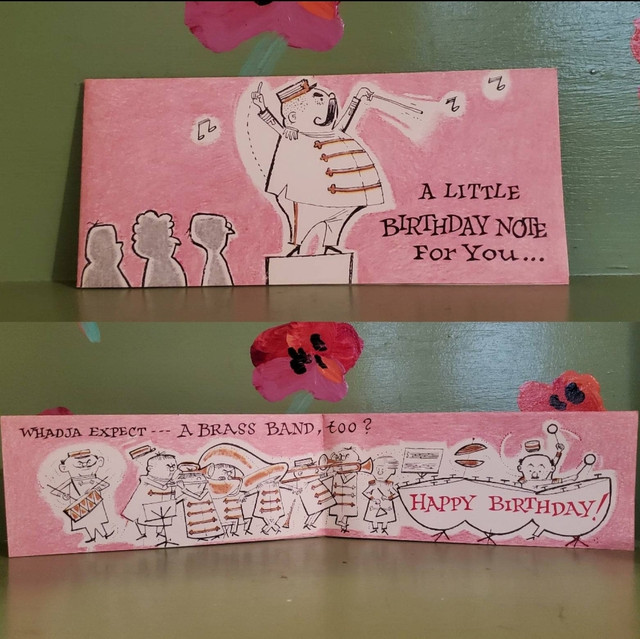 A LITTLE
BIRTHDAY NOTE
For You...
WHADJA EXPECT --- A BRASS BAND, too?
HAPPY BIRTHDAY!